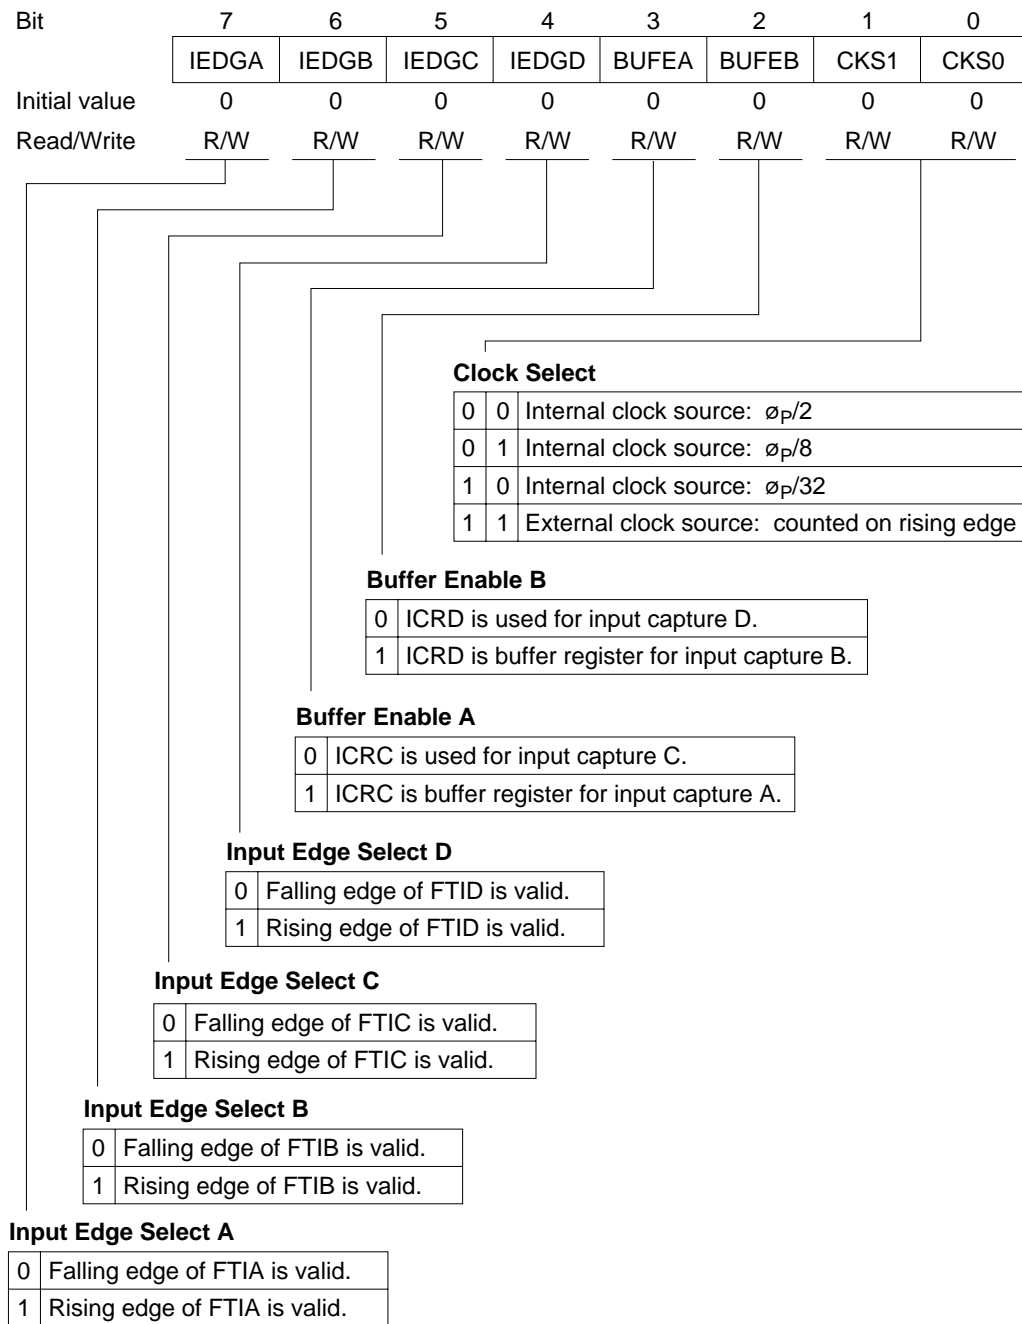 Bit 7 6 5 4 3 2 1 0
IEDGA IEDGB IEDGC IEDGD BUFEA BUFEB CKS1 CKS0
Initial value 0 0 0 0 0 0 0 0
Read/Write R/W R/W R/W R/W R/W R/W R/W R/W
Clock Select
0 0 Internal clock source: øP/2
0 1 Internal clock source: øP/8
1 0 Internal clock source: øP/32
1 1 External clock source: counted on rising edge
Buffer Enable B
0 ICRD is used for input capture D.
1 ICRD is buffer register for input capture B.
Buffer Enable A
0 ICRC is used for input capture C.
1 ICRC is buffer register for input capture A.
Input Edge Select D
0 Falling edge of FTID is valid.
1 Rising edge of FTID is valid.
Input Edge Select C
0 Falling edge of FTIC is valid.
1 Rising edge of FTIC is valid.
Input Edge Select B
0 Falling edge of FTIB is valid.
1 Rising edge of FTIB is valid.
Input Edge Select A
0 Falling edge of FTIA is valid.
1 Rising edge of FTIA is valid.